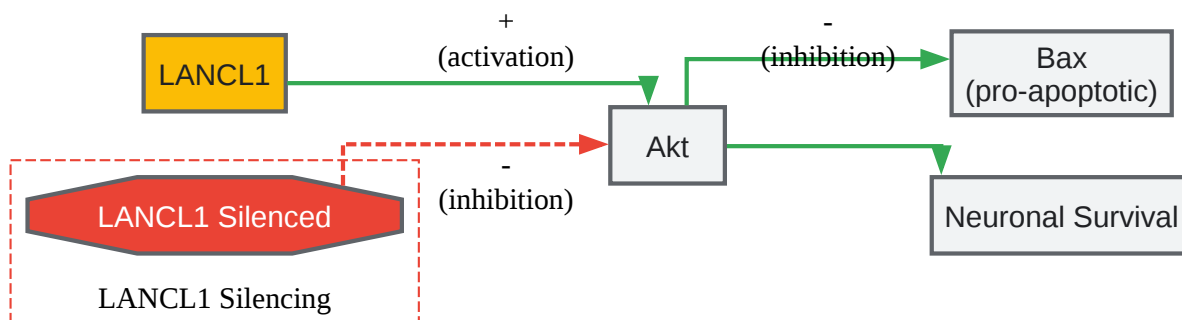 +
(activation)
-
(inhibition)
LANCL1
Bax
(pro-apoptotic)
Akt
-
(inhibition)
LANCL1 Silenced
Neuronal Survival
LANCL1 Silencing